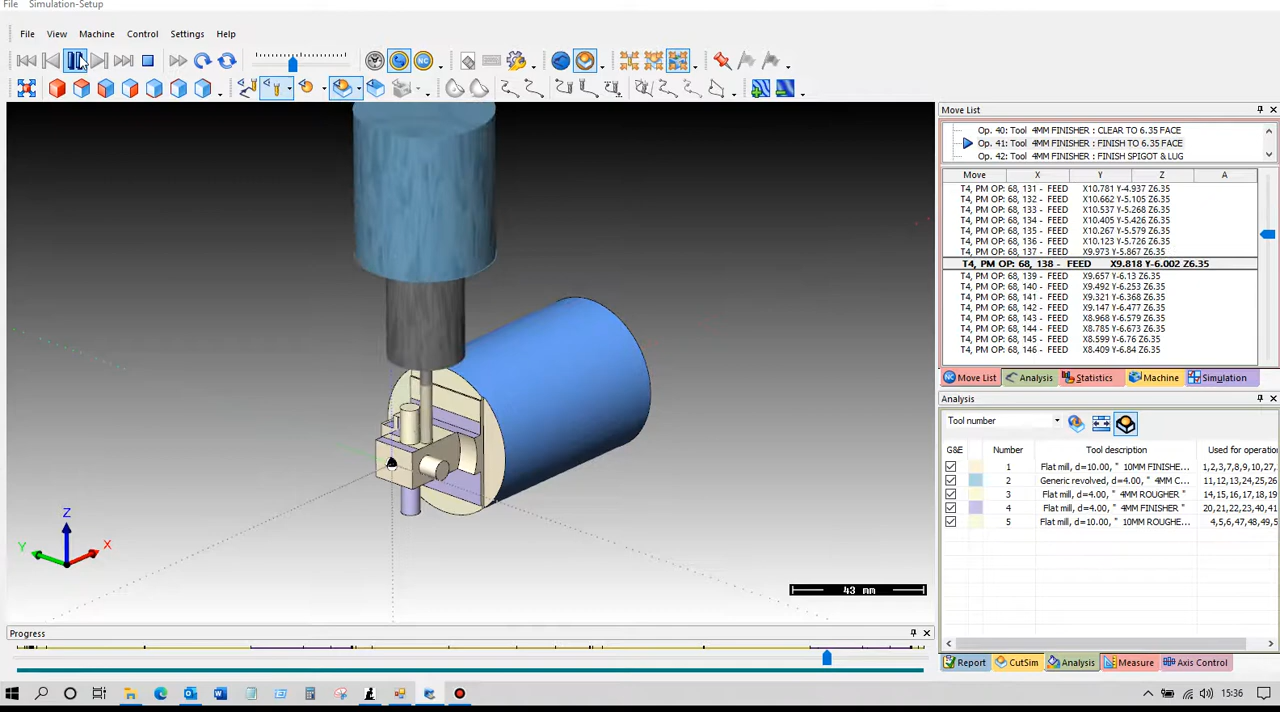 File Simulation-Setup
File View Machine Control Settings Help
NC
Move List
Op. 40: Tool 4MM FINISHER : CLEAR TO 6.35 FACE
Op. 41: Tool 4MM FINISHER : FINISH TO 6.35 FACE
Op. 42: Tool 4MM FINISHER : FINISH SPIGOT & LUG
Move X Y Z A
T4, PM OP: 68, 131 - FEED X10.781 Y-4.937 Z6.35
T4, PM OP: 68, 132 - FEED X10.662 Y-5.105 Z6.35
T4, PM OP: 68, 133 - FEED X10.537 Y-5.268 Z6.35
T4, PM OP: 68, 134 - FEED X10.405 Y-5.426 Z6.35
T4, PM OP: 68, 135 - FEED X10.267 Y-5.579 Z6.35
T4, PM OP: 68, 136 - FEED X10.123 Y-5.726 Z6.35
T4, PM OP: 68, 137 - FEED X9.973 Y-5.867 Z6.35
T4, PM OP: 68, 138 - FEED X9.818 Y-6.002 Z6.35
T4, PM OP: 68, 139 - FEED X9.657 Y-6.13 Z6.35
T4, PM OP: 68, 140 - FEED X9.492 Y-6.253 Z6.35
T4, PM OP: 68, 141 - FEED X9.321 Y-6.368 Z6.35
T4, PM OP: 68, 142 - FEED X9.147 Y-6.477 Z6.35
T4, PM OP: 68, 143 - FEED X8.968 Y-6.579 Z6.35
T4, PM OP: 68, 144 - FEED X8.785 Y-6.673 Z6.35
T4, PM OP: 68, 145 - FEED X8.599 Y-6.76 Z6.35
T4, PM OP: 68, 146 - FEED X8.409 Y-6.84 Z6.35
NC Move List Analysis Statistics Machine Simulation
Analysis
Tool number
G&E Number Tool description Used for operatio
1 Flat mill, d=10.00, " 10MM FINISHE... 1,2,3,7,8,9,10,27,
2 Generic revolved, d=4.00, " 4MM C... 11,12,13,24,25,26
3 Flat mill, d=4.00, " 4MM ROUGHER " 14,15,16,17,18,19
4 Flat mill, d=4.00, " 4MM FINISHER " 20,21,22,23,40,41
5 Flat mill, d=10.00, " 10MM ROUGHE... 4,5,6,47,48,49,5
Z
Y X
43 mm
Progress
Report CutSim Analysis Measure Axis Control
15:36